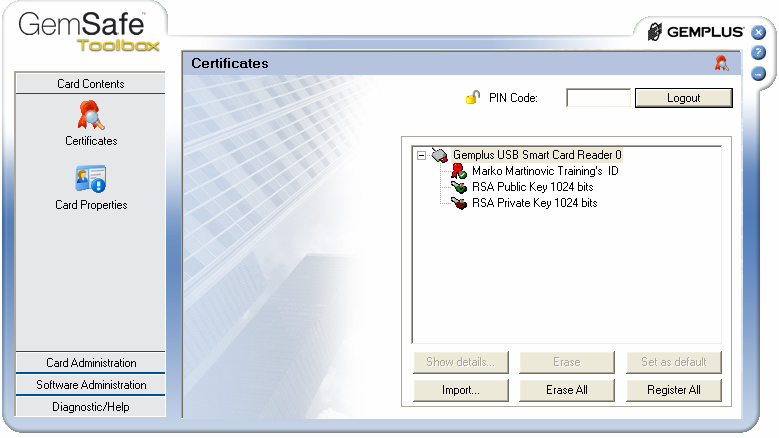 GemSafe™
Toolbox
GEMPLUS
Card Contents
Certificates
Card Properties
Card Administration
Software Administration
Diagnostic/Help
Certificates
PIN Code:
Logout
Gemplus USB Smart Card Reader 0
Marko Martinovic Training's ID
RSA Public Key 1024 bits
RSA Private Key 1024 bits
Show details... Erase Set as default
Import... Erase All Register All